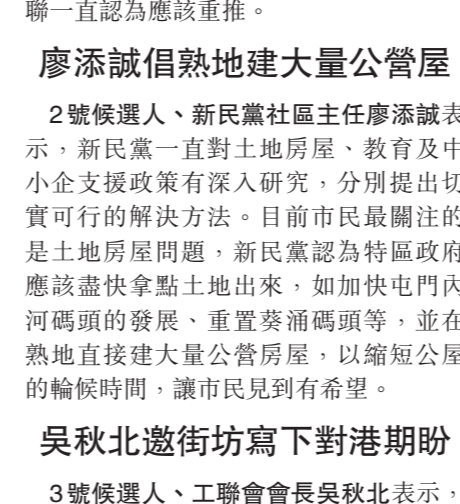 聯一直認為應該重推。
廖添誠倡熟地建大量公營屋
2號候選人、新民黨社區主任廖添誠表
示，新民黨一直對土地房屋、教育及中
小企支援政策有深入研究，分別提出切
實可行的解決方法。目前市民最關注的
是土地房屋問題，新民黨認為特區政府
應該盡快拿點土地出來，如加快屯門內
河碼頭的發展、重置葵涌碼頭等，並在
熟地直接建大量公營房屋，以縮短公屋
的輪候時間，讓市民見到有希望。
吳秋北邀街坊寫下對港期盼
3號候選人、工聯會會長吳秋北表示，